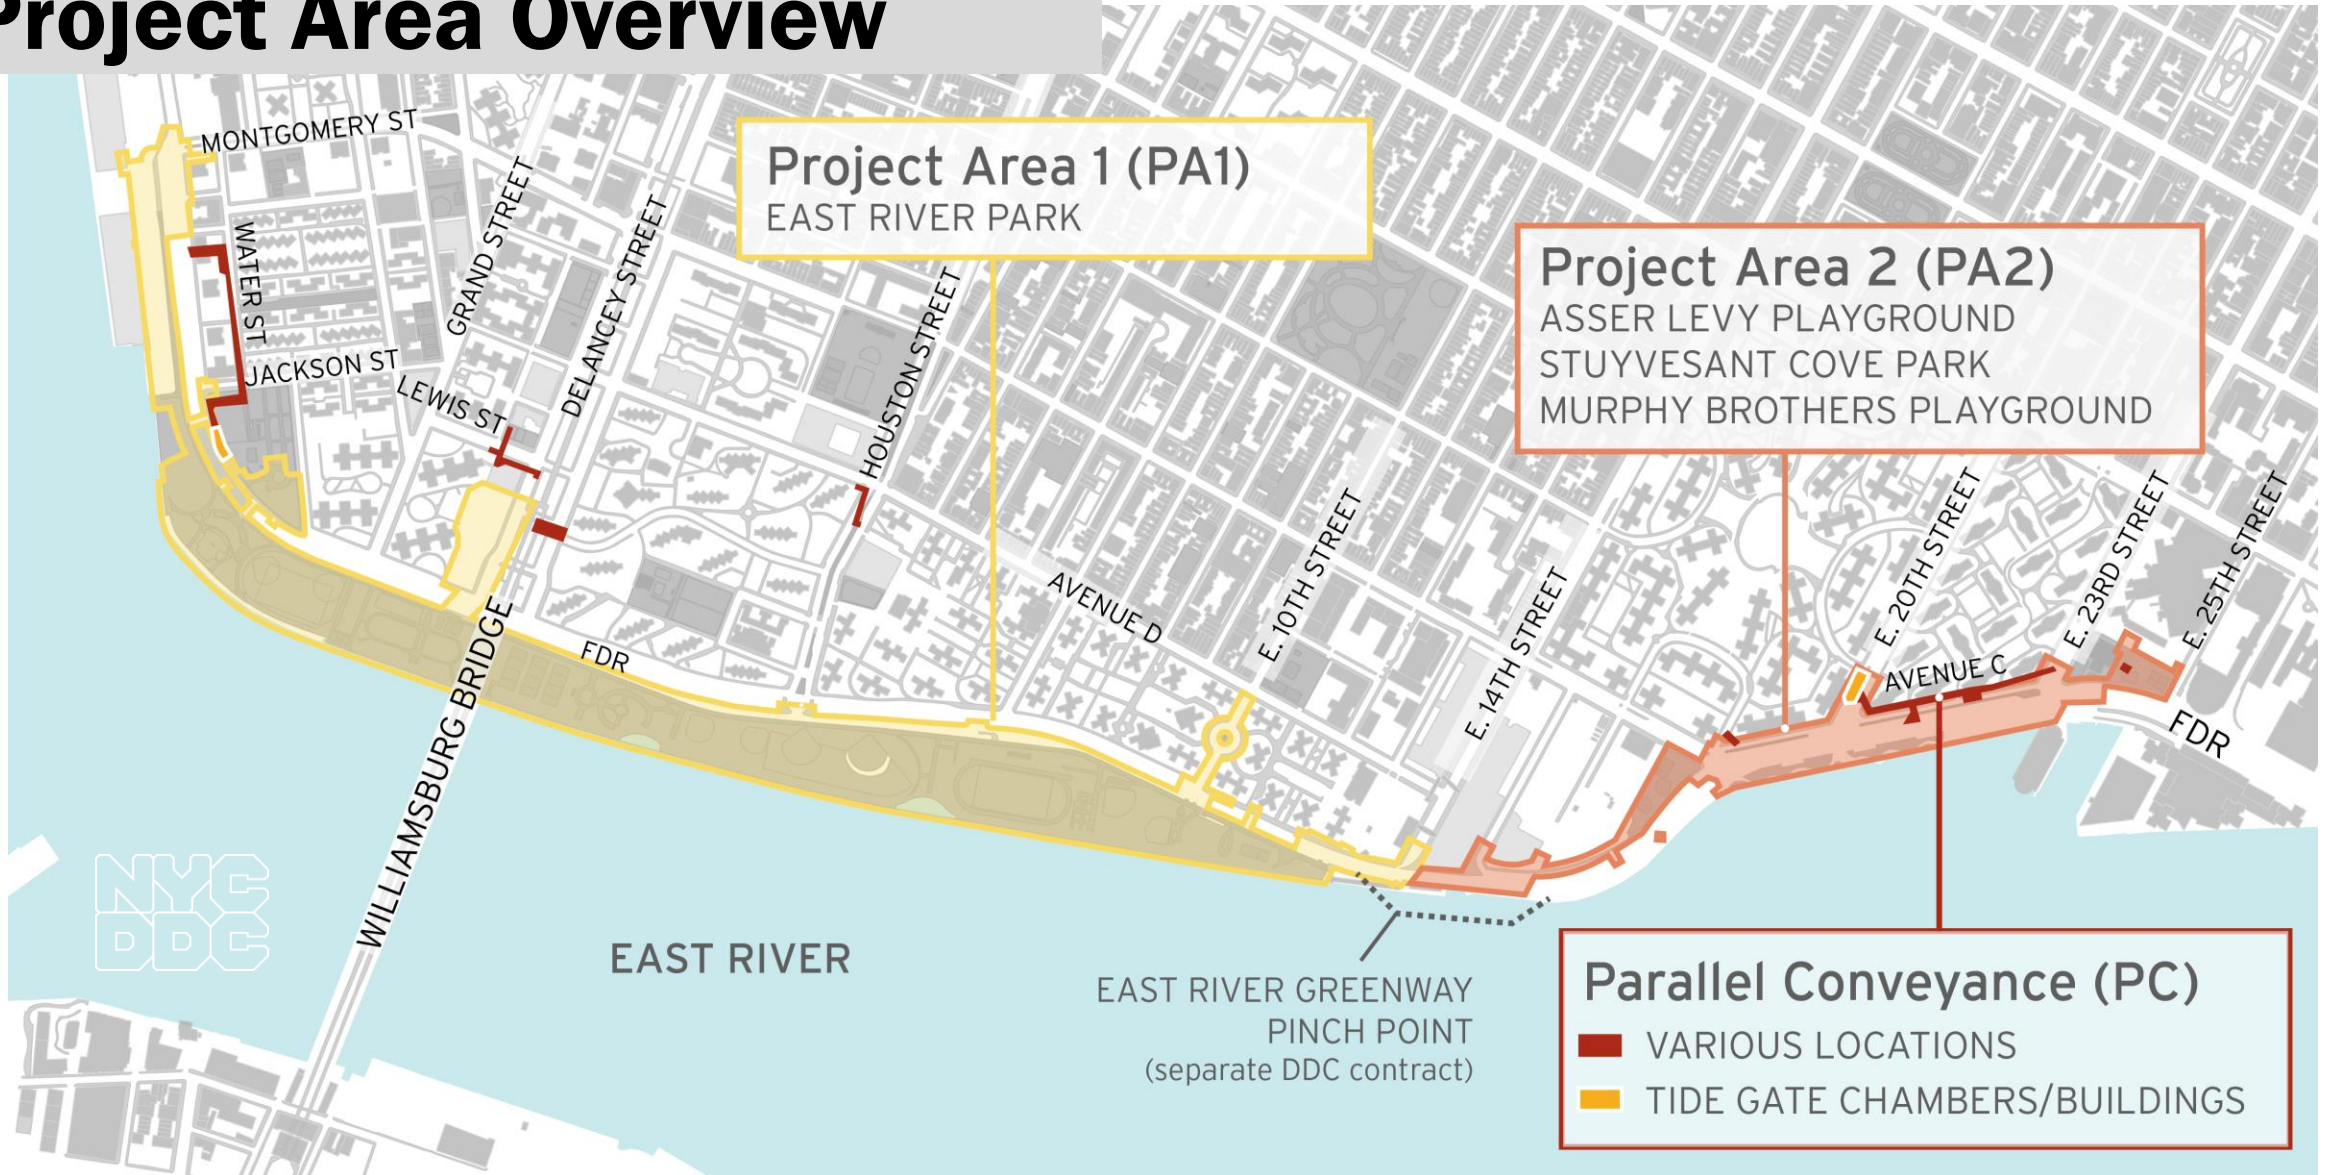 Project Area Overview
MONTGOMERY ST
WATER ST
JACKSON ST
GRAND STREET
LEWIS ST
DELANCEY STREET
Project Area 1 (PA1)
EAST RIVER PARK
HOUSTON STREET
Project Area 2 (PA2)
ASSER LEVY PLAYGROUND
STUYVESANT COVE PARK
MURPHY BROTHERS PLAYGROUND
AVENUE D
E. 10TH STREET
E. 14TH STREET
E. 20TH STREET
AVENUE C
E. 23RD STREET
E. 25TH STREET
FDR
FDR
WILLIAMSBURG BRIDGE
NYC
DDC
EAST RIVER
EAST RIVER GREENWAY
PINCH POINT
(separate DDC contract)
Parallel Conveyance (PC)
VARIOUS LOCATIONS
TIDE GATE CHAMBERS/BUILDINGS